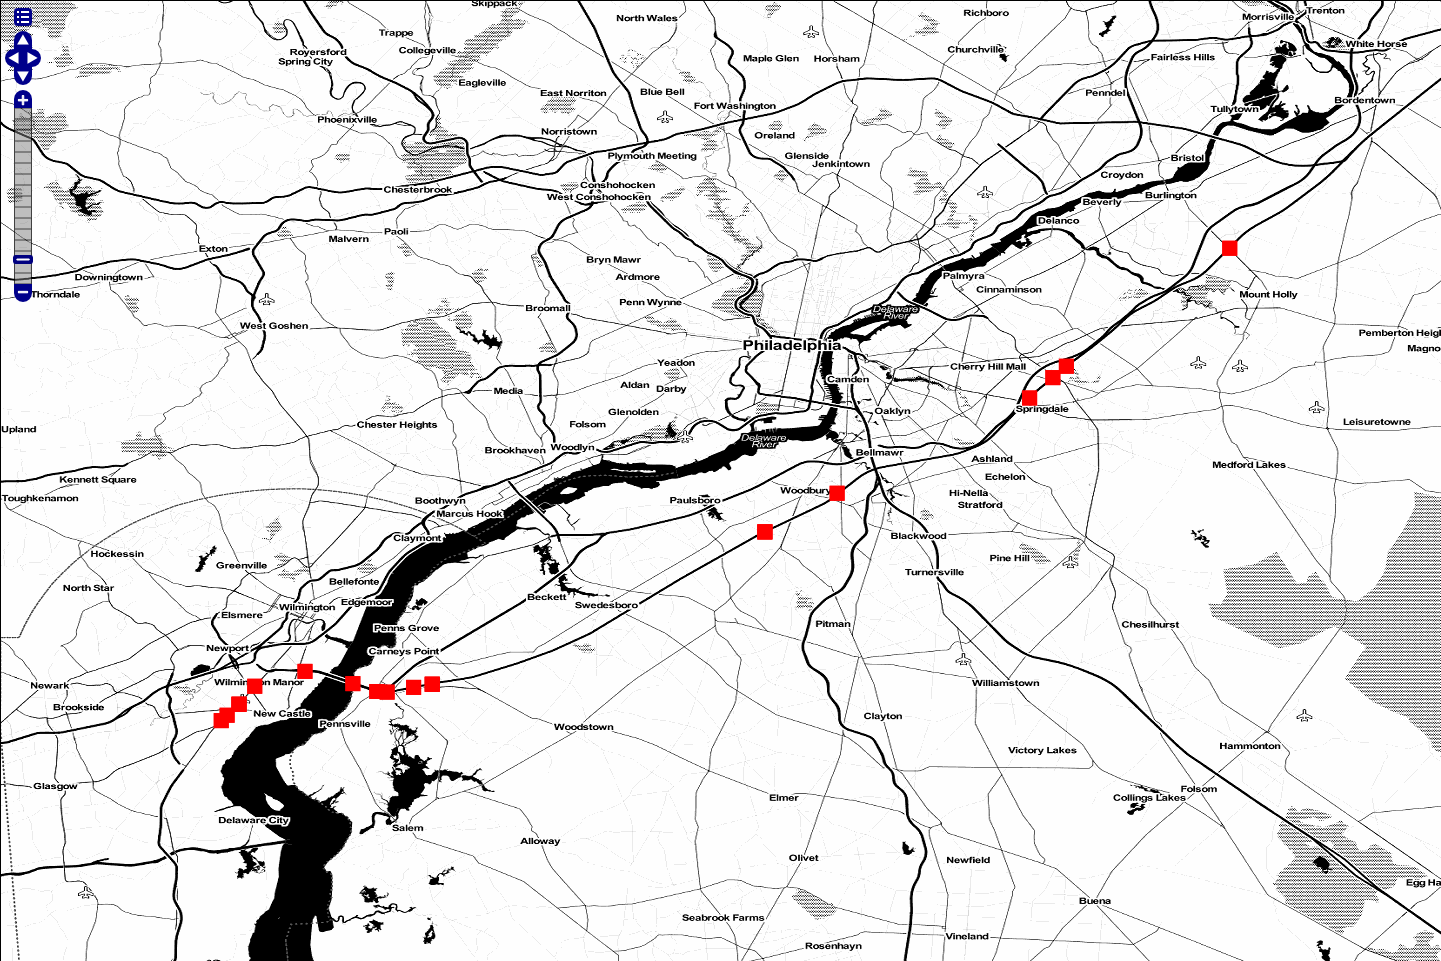 Skippack
North Wales
Richboro
Morrisville
Trenton
Trappe
Collegeville
Royersford
Spring City
Maple Glen
Horsham
Churchville
Fairless Hills
White Horse
Eagleville
East Norriton
Blue Bell
Fort Washington
Penndel
Tullytown
Bordentown
Phoenixville
Norristown
Oreland
Plymouth Meeting
Glenside
Jenkintown
Bristol
Croydon
Chesterbrook
Conshohocken
West Conshohocken
Burlington
Beverly
Delanco
Paoli
Malvern
Exton
Bryn Mawr
Ardmore
Downingtown
Thorndale
Palmyra
Cinnaminson
Mount Holly
Penn Wynne
Broomall
Delaware
River
West Goshen
Pemberton Heig
Philadelphia
Magno
Yeadon
Cherry Hill Mall
Camden
Aldan
Darby
Media
Glenolden
Oaklyn
Springdale
Chester Heights
Folsom
Leisuretowne
Upland
Delaware
River
Brookhaven
Woodlyn
Bellmawr
Ashland
Medford Lakes
Kennett Square
Echelon
Toughkenamon
Boothwyn
Paulsboro
Woodbury
Hi-Nella
Stratford
Marcus Hook
Claymont
Blackwood
Hockessin
Greenville
Pine Hill
Turnersville
North Star
Bellefonte
Beckett
Edgemoor
Wilmington
Swedesboro
Elsmere
Penns Grove
Pitman
Chesilhurst
Newport
Carneys Point
Newark
Wilmington Manor
Williamstown
Brookside
New Castle
Pennsville
Woodstown
Clayton
Victory Lakes
Hammonton
Glasgow
Elmer
Collings Lakes
Folsom
Delaware City
Salem
Alloway
Olivet
Newfield
Egg Ha
Buena
Seabrook Farms
Vineland
Rosenhayn